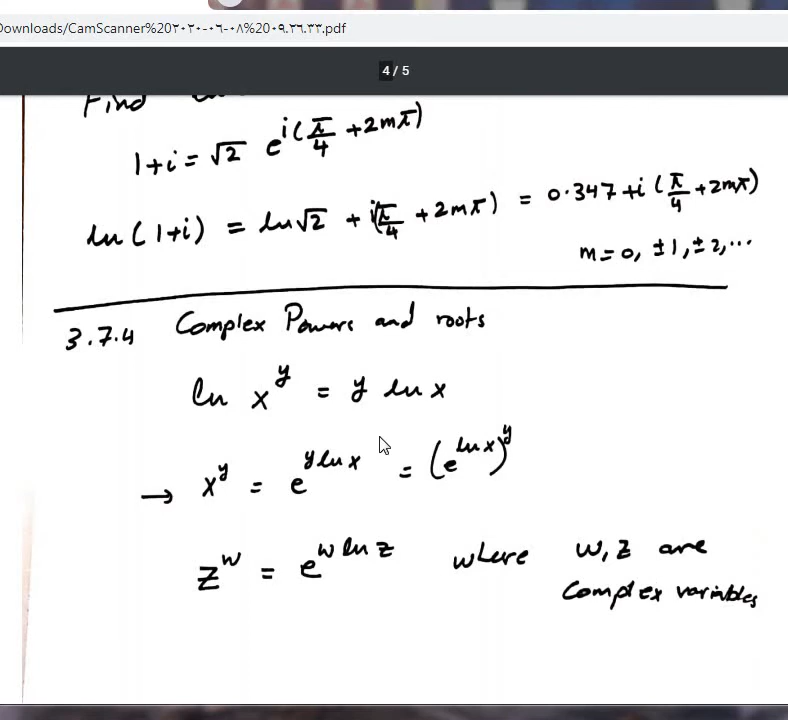 ownloads/CamScanner%20٢٠٢٠-٠٦-٠٨%20٠٩.٢٦.٣٣.pdf
4 / 5
Find
1+i = √2 e^{i(π/4 +2mπ)}
ln(1+i) = ln√2 + i(π/4 +2mπ) = 0.347+i(π/4 +2mπ)
m=0, ±1, ±2, ...
3.7.4 Complex Powers and roots
ln x^y = y ln x
→ x^y = e^{y ln x} = (e^{ln x})^y
z^w = e^{w ln z} where w, z are
Complex variables